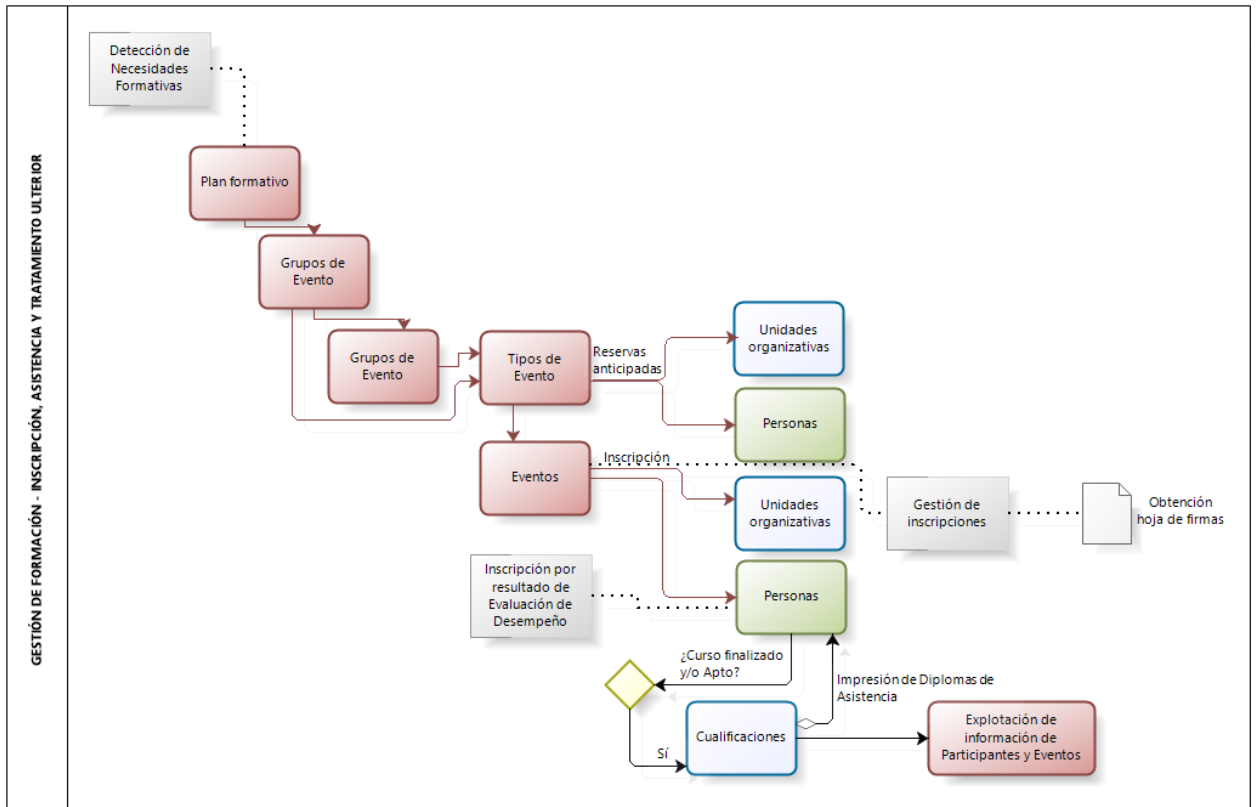 GESTIÓN DE FORMACIÓN - INSCRIPCIÓN, ASISTENCIA Y TRATAMIENTO ULTERIOR
Detección de
Necesidades
Formativas
Plan formativo
Grupos de
Evento
Grupos de
Evento
Tipos de
Evento
Reservas
anticipadas
Unidades
organizativas
Personas
Eventos
Inscripción
Unidades
organizativas
Gestión de
inscripciones
Obtención
hoja de firmas
Inscripción por
resultado de
Evaluación de
Desempeño
Personas
¿Curso finalizado
y/o Apto?
Impresión de Diplomas de
Asistencia
Sí
Cualificaciones
Explotación de
información de
Participantes y Eventos